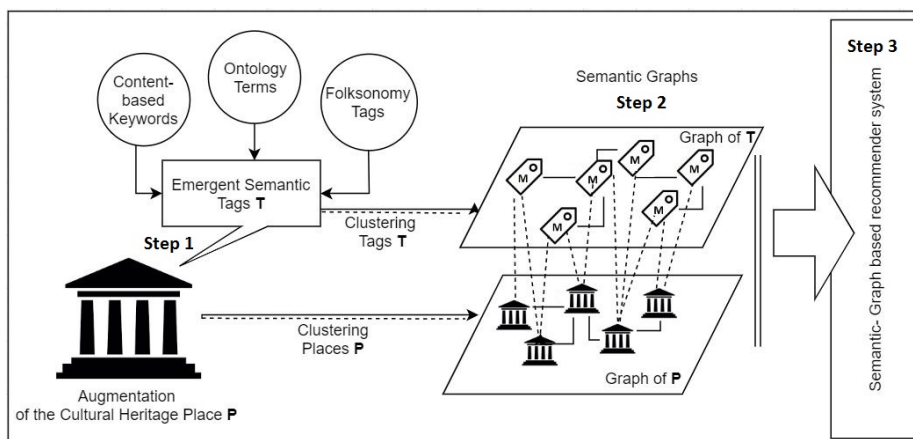 Content-
based
Keywords
Ontology
Terms
Folksonomy
Tags
Emergent Semantic
Tags T
Step 1
Augmentation
of the Cultural Heritage Place P
Clustering
Tags T
Clustering
Places P
Semantic Graphs
Step 2
Graph of T
M
M
M
M
M
M
Graph of P
Step 3
Semantic- Graph based recommender system